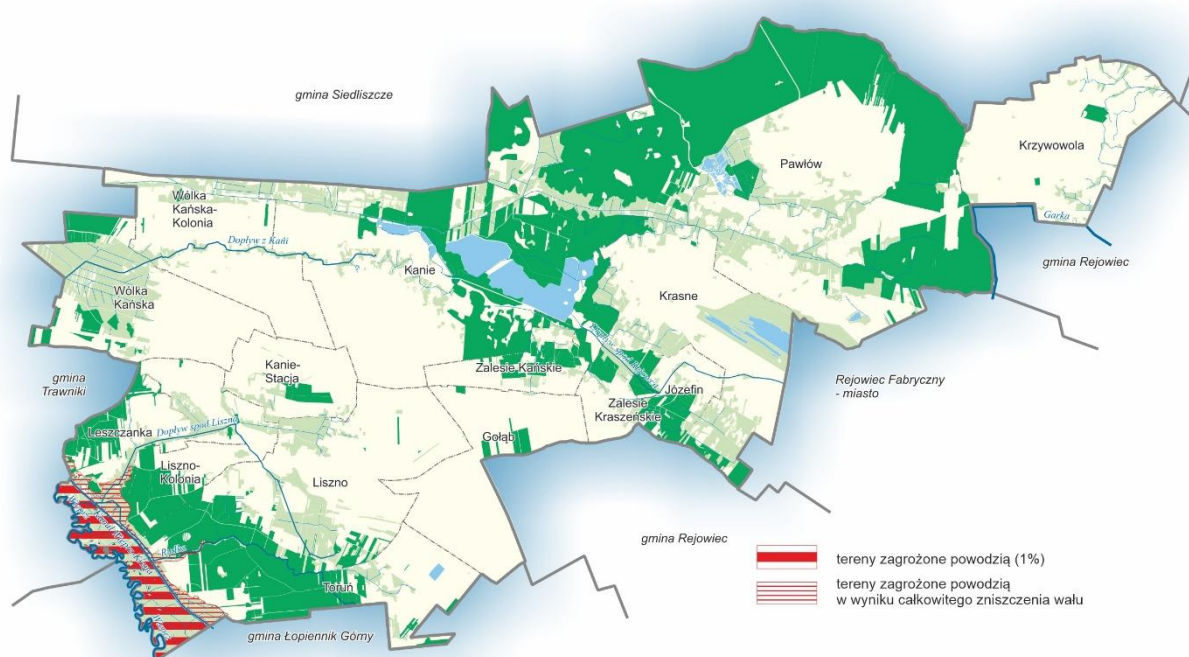 gmina Siedliszcze
Pawłów
Krzywowola
Wólka
Kańska-
Kolonia
Garka
Dopływ z Kani
gmina Rejowiec
Kanie
Wólka
Kańska
Krasne
Kanie-
Stacja
Zalesie Kańskie
gmina
Trawniki
Józefin
Rejowiec Fabryczny
- miasto
Zalesie
Kraszeńskie
Leszczanka
Dopływ spod Liszna
Gołąb
Liszno-
Kolonia
Liszno
gmina Rejowiec
tereny zagrożone powodzią (1%)
Toruń
tereny zagrożone powodzią
w wyniku całkowitego zniszczenia wału
gmina Łopiennik Górny